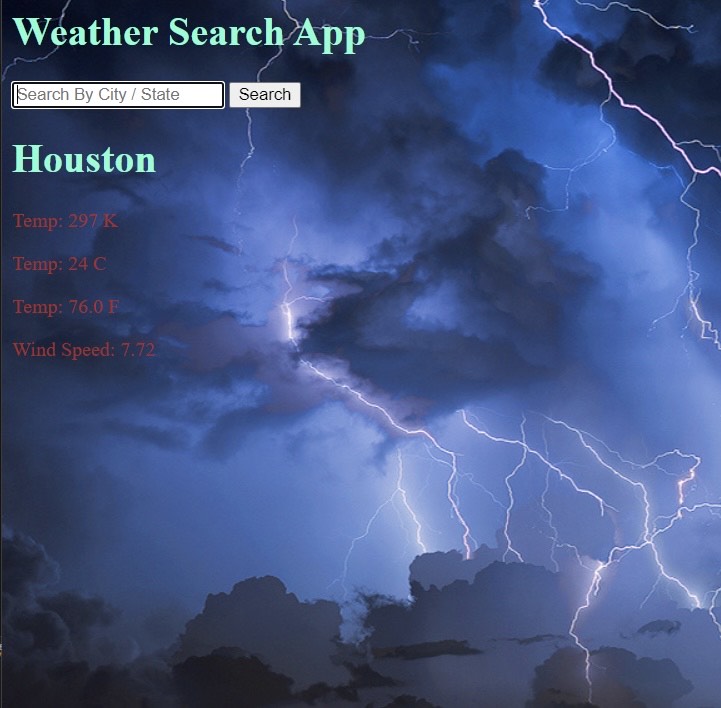 Weather Search App
Search By City / State Search
Houston
Temp: 297 K
Temp: 24 C
Temp: 76.0 F
Wind Speed: 7.72